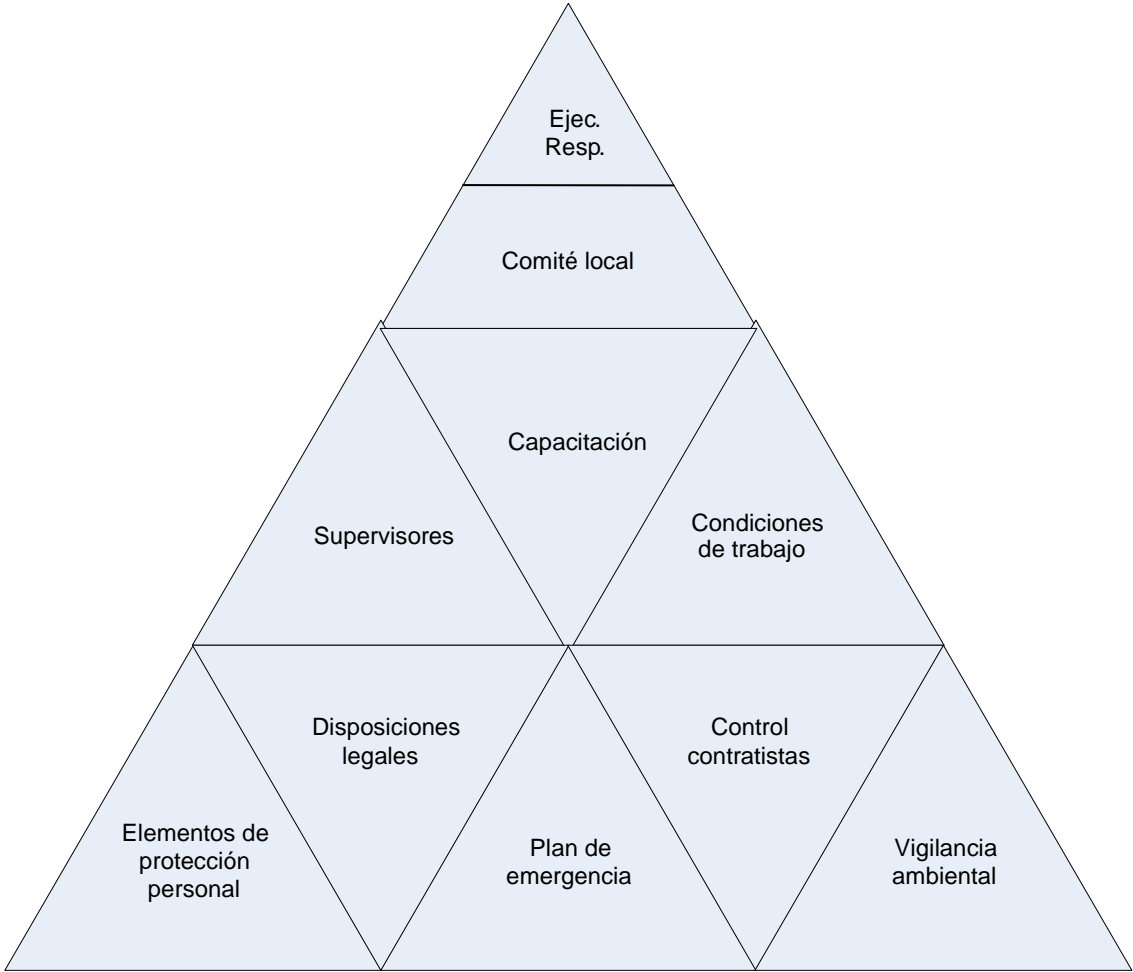 Ejec.
Resp.
Comité local
Capacitación
Supervisores
Condiciones
de trabajo
Disposiciones
legales
Control
contratistas
Elementos de
protección
personal
Plan de
emergencia
Vigilancia
ambiental